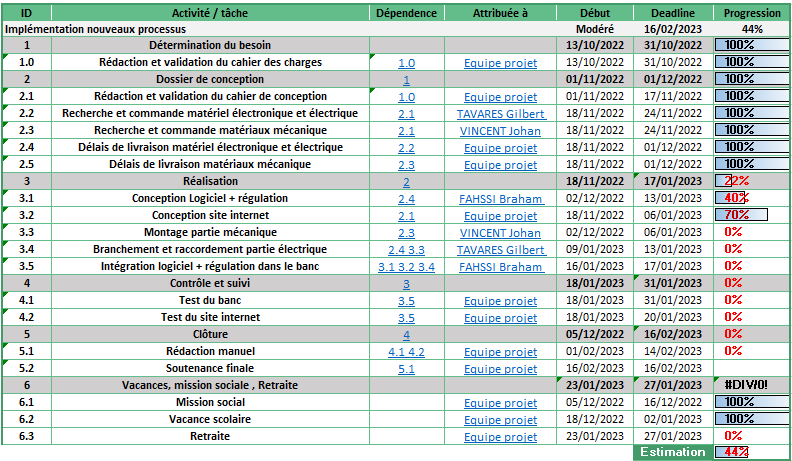 ID Activité / tâche Dépendence Attribuée à Début Deadline Progression
Implémentation nouveaux processus Modéré 16/02/2023 44%
1 Détermination du besoin 13/10/2022 31/10/2022 100%
1.0 Rédaction et validation du cahier des charges 1.0 Equipe projet 13/10/2022 31/10/2022 100%
2 Dossier de conception 1 01/11/2022 01/12/2022 100%
2.1 Rédaction et validation du cahier de conception 1.0 Equipe projet 01/11/2022 17/11/2022 100%
2.2 Recherche et commande matériel électronique et électrique 2.1 TAVARES Gilbert 18/11/2022 24/11/2022 100%
2.3 Recherche et commande matériaux mécanique 2.1 VINCENT Johan 18/11/2022 24/11/2022 100%
2.4 Délais de livraison matériel électronique et électrique 2.2 Equipe projet 18/11/2022 01/12/2022 100%
2.5 Délais de livraison matériaux mécanique 2.3 Equipe projet 18/11/2022 01/12/2022 100%
3 Réalisation 2 18/11/2022 17/01/2023 22%
3.1 Conception Logiciel + régulation 2.4 FAHSSI Braham 02/12/2022 13/01/2023 40%
3.2 Conception site internet 2.1 Equipe projet 18/11/2022 06/01/2023 70%
3.3 Montage partie mécanique 2.3 VINCENT Johan 02/12/2022 06/01/2023 0%
3.4 Branchement et raccordement partie électrique 2.4 3.3 TAVARES Gilbert 09/01/2023 13/01/2023 0%
3.5 Intégration logiciel + régulation dans le banc 3.1 3.2 3.4 FAHSSI Braham 16/01/2023 17/01/2023 0%
4 Contrôle et suivi 3 18/01/2023 31/01/2023 0%
4.1 Test du banc 3.5 Equipe projet 18/01/2023 31/01/2023 0%
4.2 Test du site internet 3.5 Equipe projet 18/01/2023 20/01/2023 0%
5 Clôture 4 05/12/2022 16/02/2023 0%
5.1 Rédaction manuel 4.1 4.2 Equipe projet 01/02/2023 14/02/2023 0%
5.2 Soutenance finale 5.1 Equipe projet 16/02/2023 16/02/2023
6 Vacances, mission sociale , Retraite 23/01/2023 27/01/2023 #DIV/0!
6.1 Mission social Equipe projet 05/12/2022 16/12/2022 100%
6.2 Vacance scolaire Equipe projet 18/12/2022 02/01/2023 100%
6.3 Retraite Equipe projet 23/01/2023 27/01/2023 0%
Estimation 44%